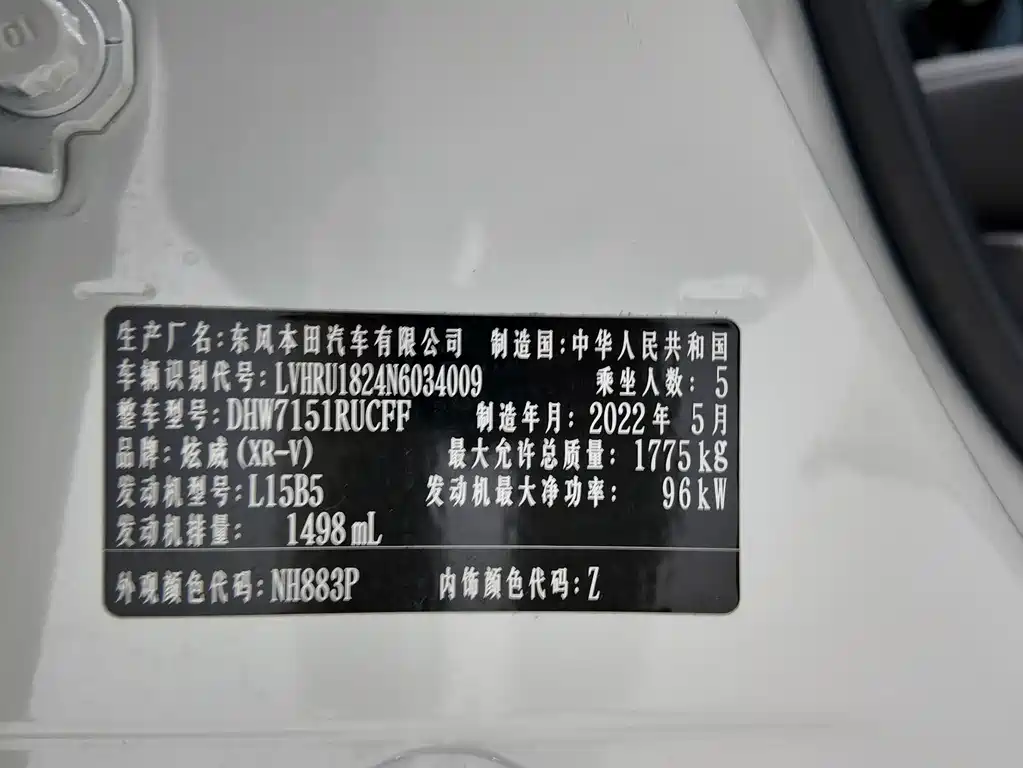 生产厂名:东风本田汽车有限公司 制造国:中华人民共和国
车辆识别代号:LVHRU1824N6034009 乘坐人数:5
整车型号:DHW7151RUCFF 制造年月:2022年5月
品牌:炫威(XR-V) 最大允许总质量:1775kg
发动机型号:L15B5 发动机最大净功率:96kW
发动机排量:1498mL
外观颜色代码:NH883P 内饰颜色代码:Z